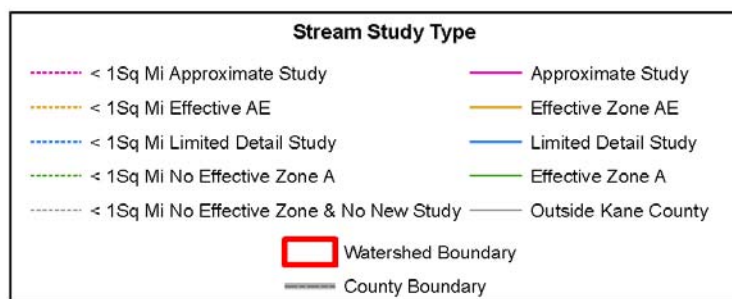 Stream Study Type
< 1Sq Mi Approximate Study
Approximate Study
< 1Sq Mi Effective AE
Effective Zone AE
< 1Sq Mi Limited Detail Study
Limited Detail Study
< 1Sq Mi No Effective Zone A
Effective Zone A
< 1Sq Mi No Effective Zone & No New Study
Outside Kane County
Watershed Boundary
County Boundary